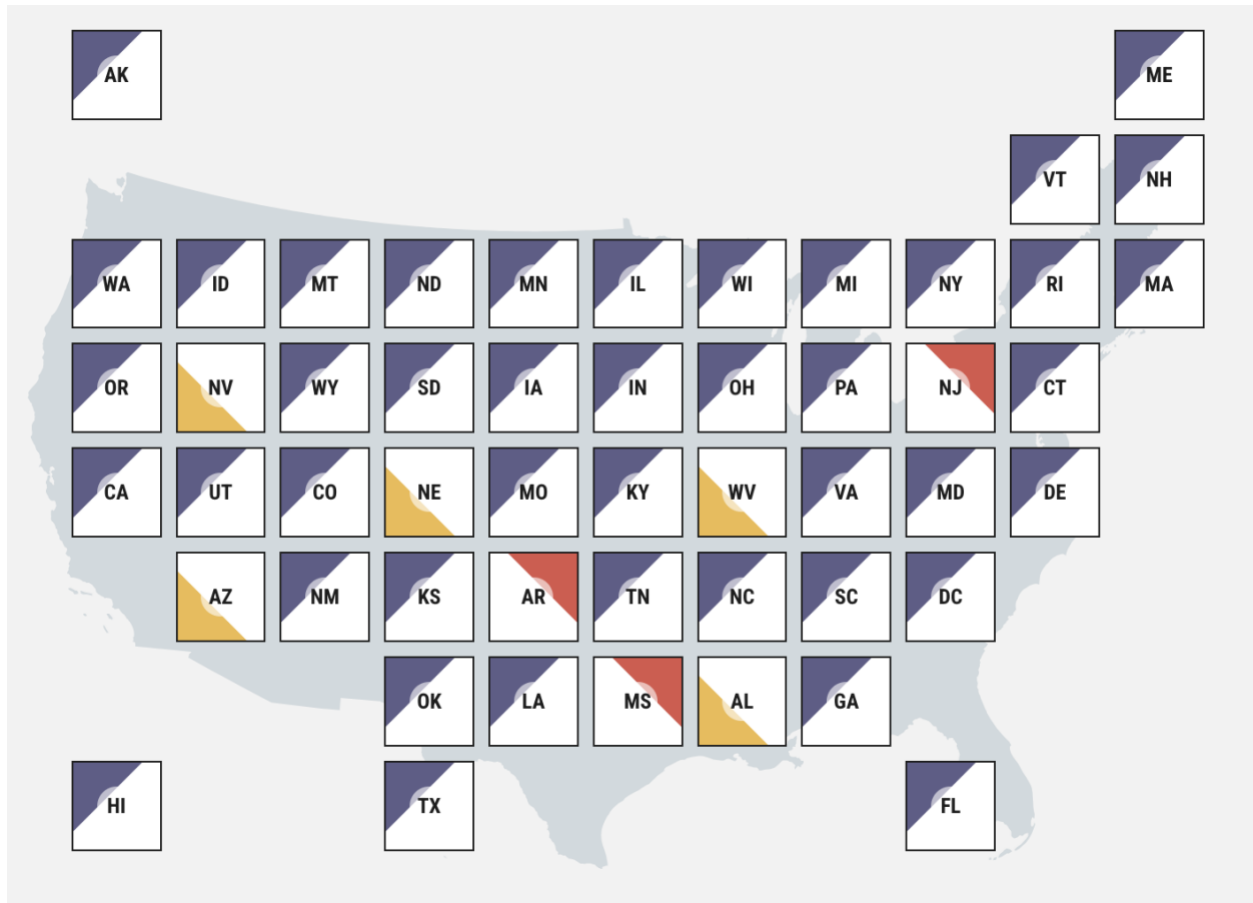 AK ME
VT NH
WA ID MT ND MN IL WI MI NY RI MA
OR NV WY SD IA IN OH PA NJ CT
CA UT CO NE MO KY WV VA MD DE
AZ NM KS AR TN NC SC DC
OK LA MS AL GA
HI TX FL